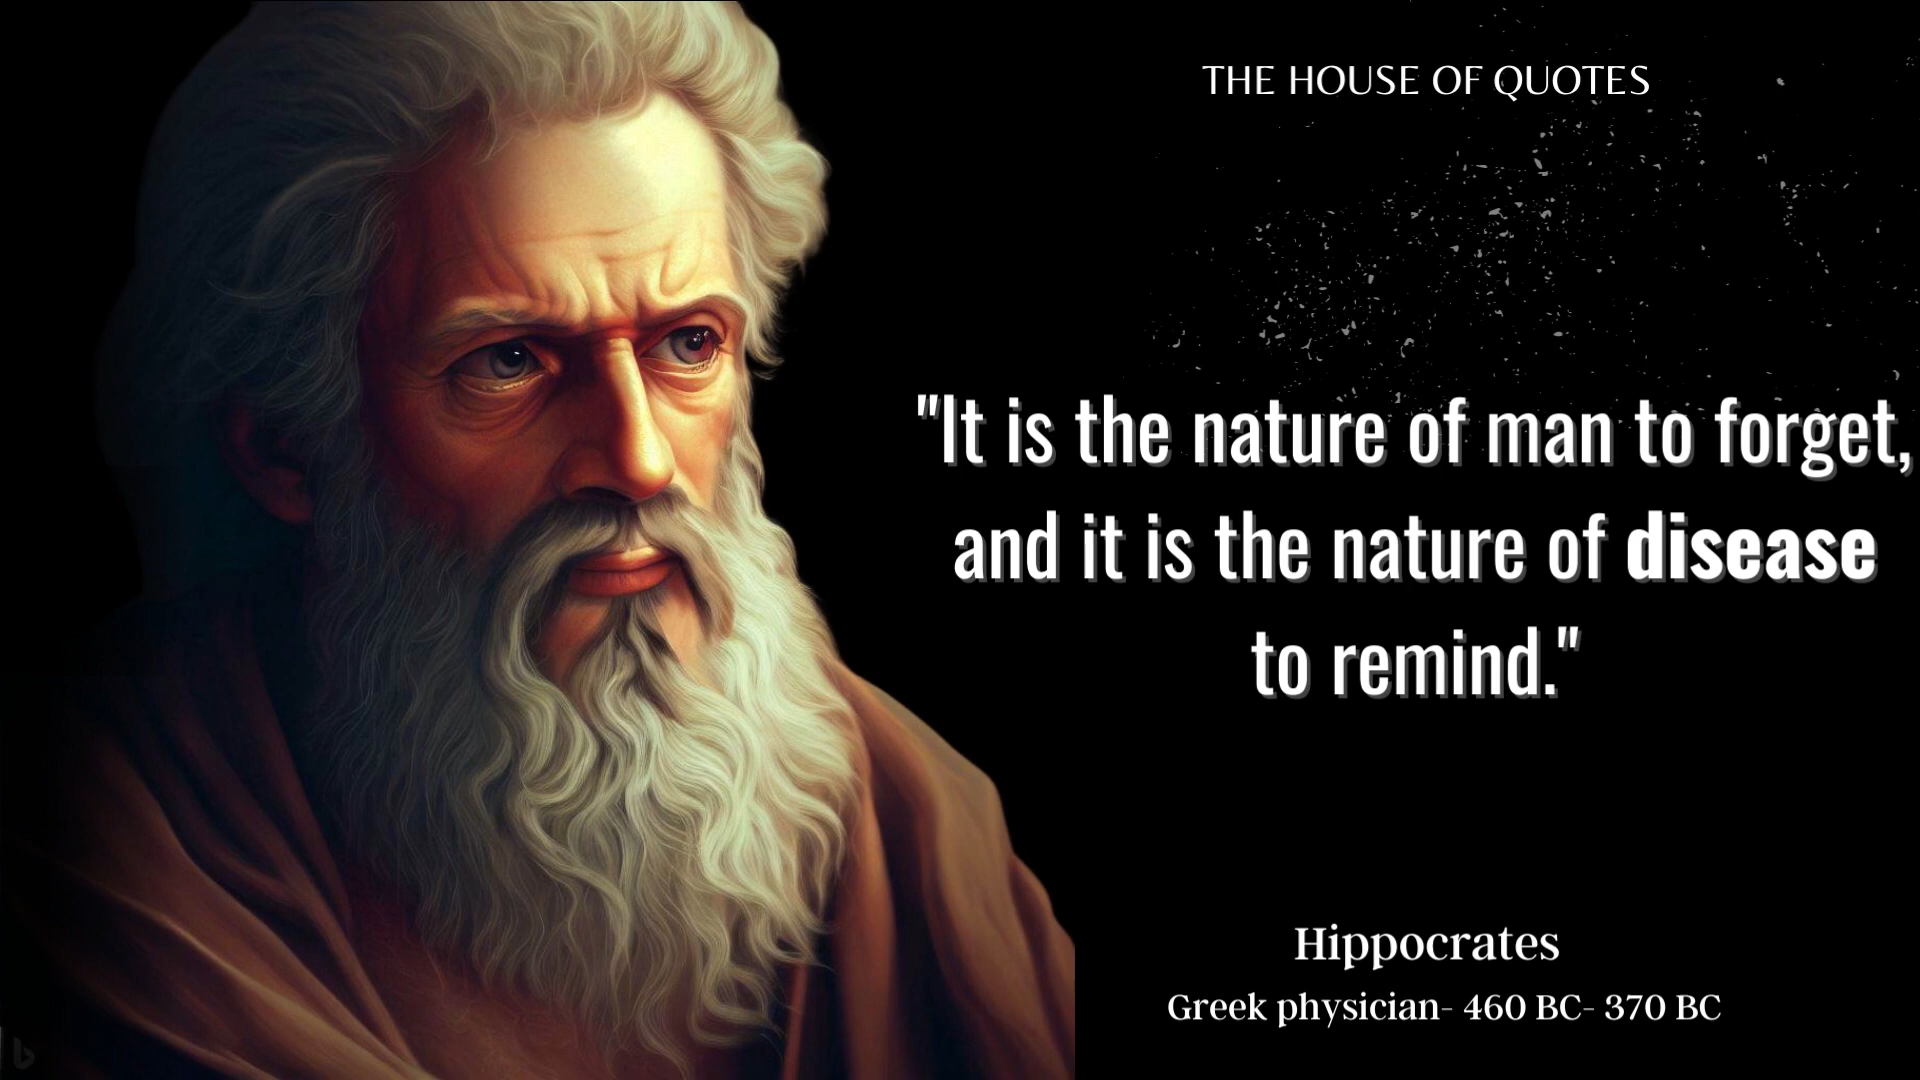 THE HOUSE OF QUOTES
"It is the nature of man to forget,
and it is the nature of disease
to remind."
Hippocrates
Greek physician- 460 BC- 370 BC
b